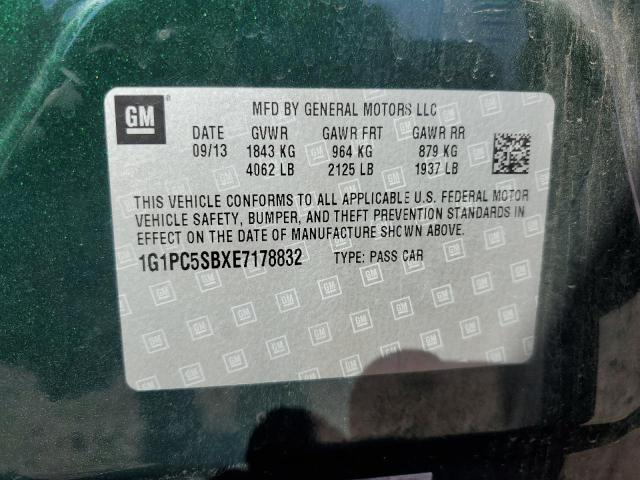 GM
MFD BY GENERAL MOTORS LLC
DATE GVWR GAWR FRT GAWR RR
09/13 1843 KG 964 KG 879 KG
4062 LB 2125 LB 1937 LB
THIS VEHICLE CONFORMS TO ALL APPLICABLE U.S. FEDERAL MOTOR
VEHICLE SAFETY, BUMPER, AND THEFT PREVENTION STANDARDS IN
EFFECT ON THE DATE OF MANUFACTURE SHOWN ABOVE.
1G1PC5SBXE7178832 TYPE: PASS CAR